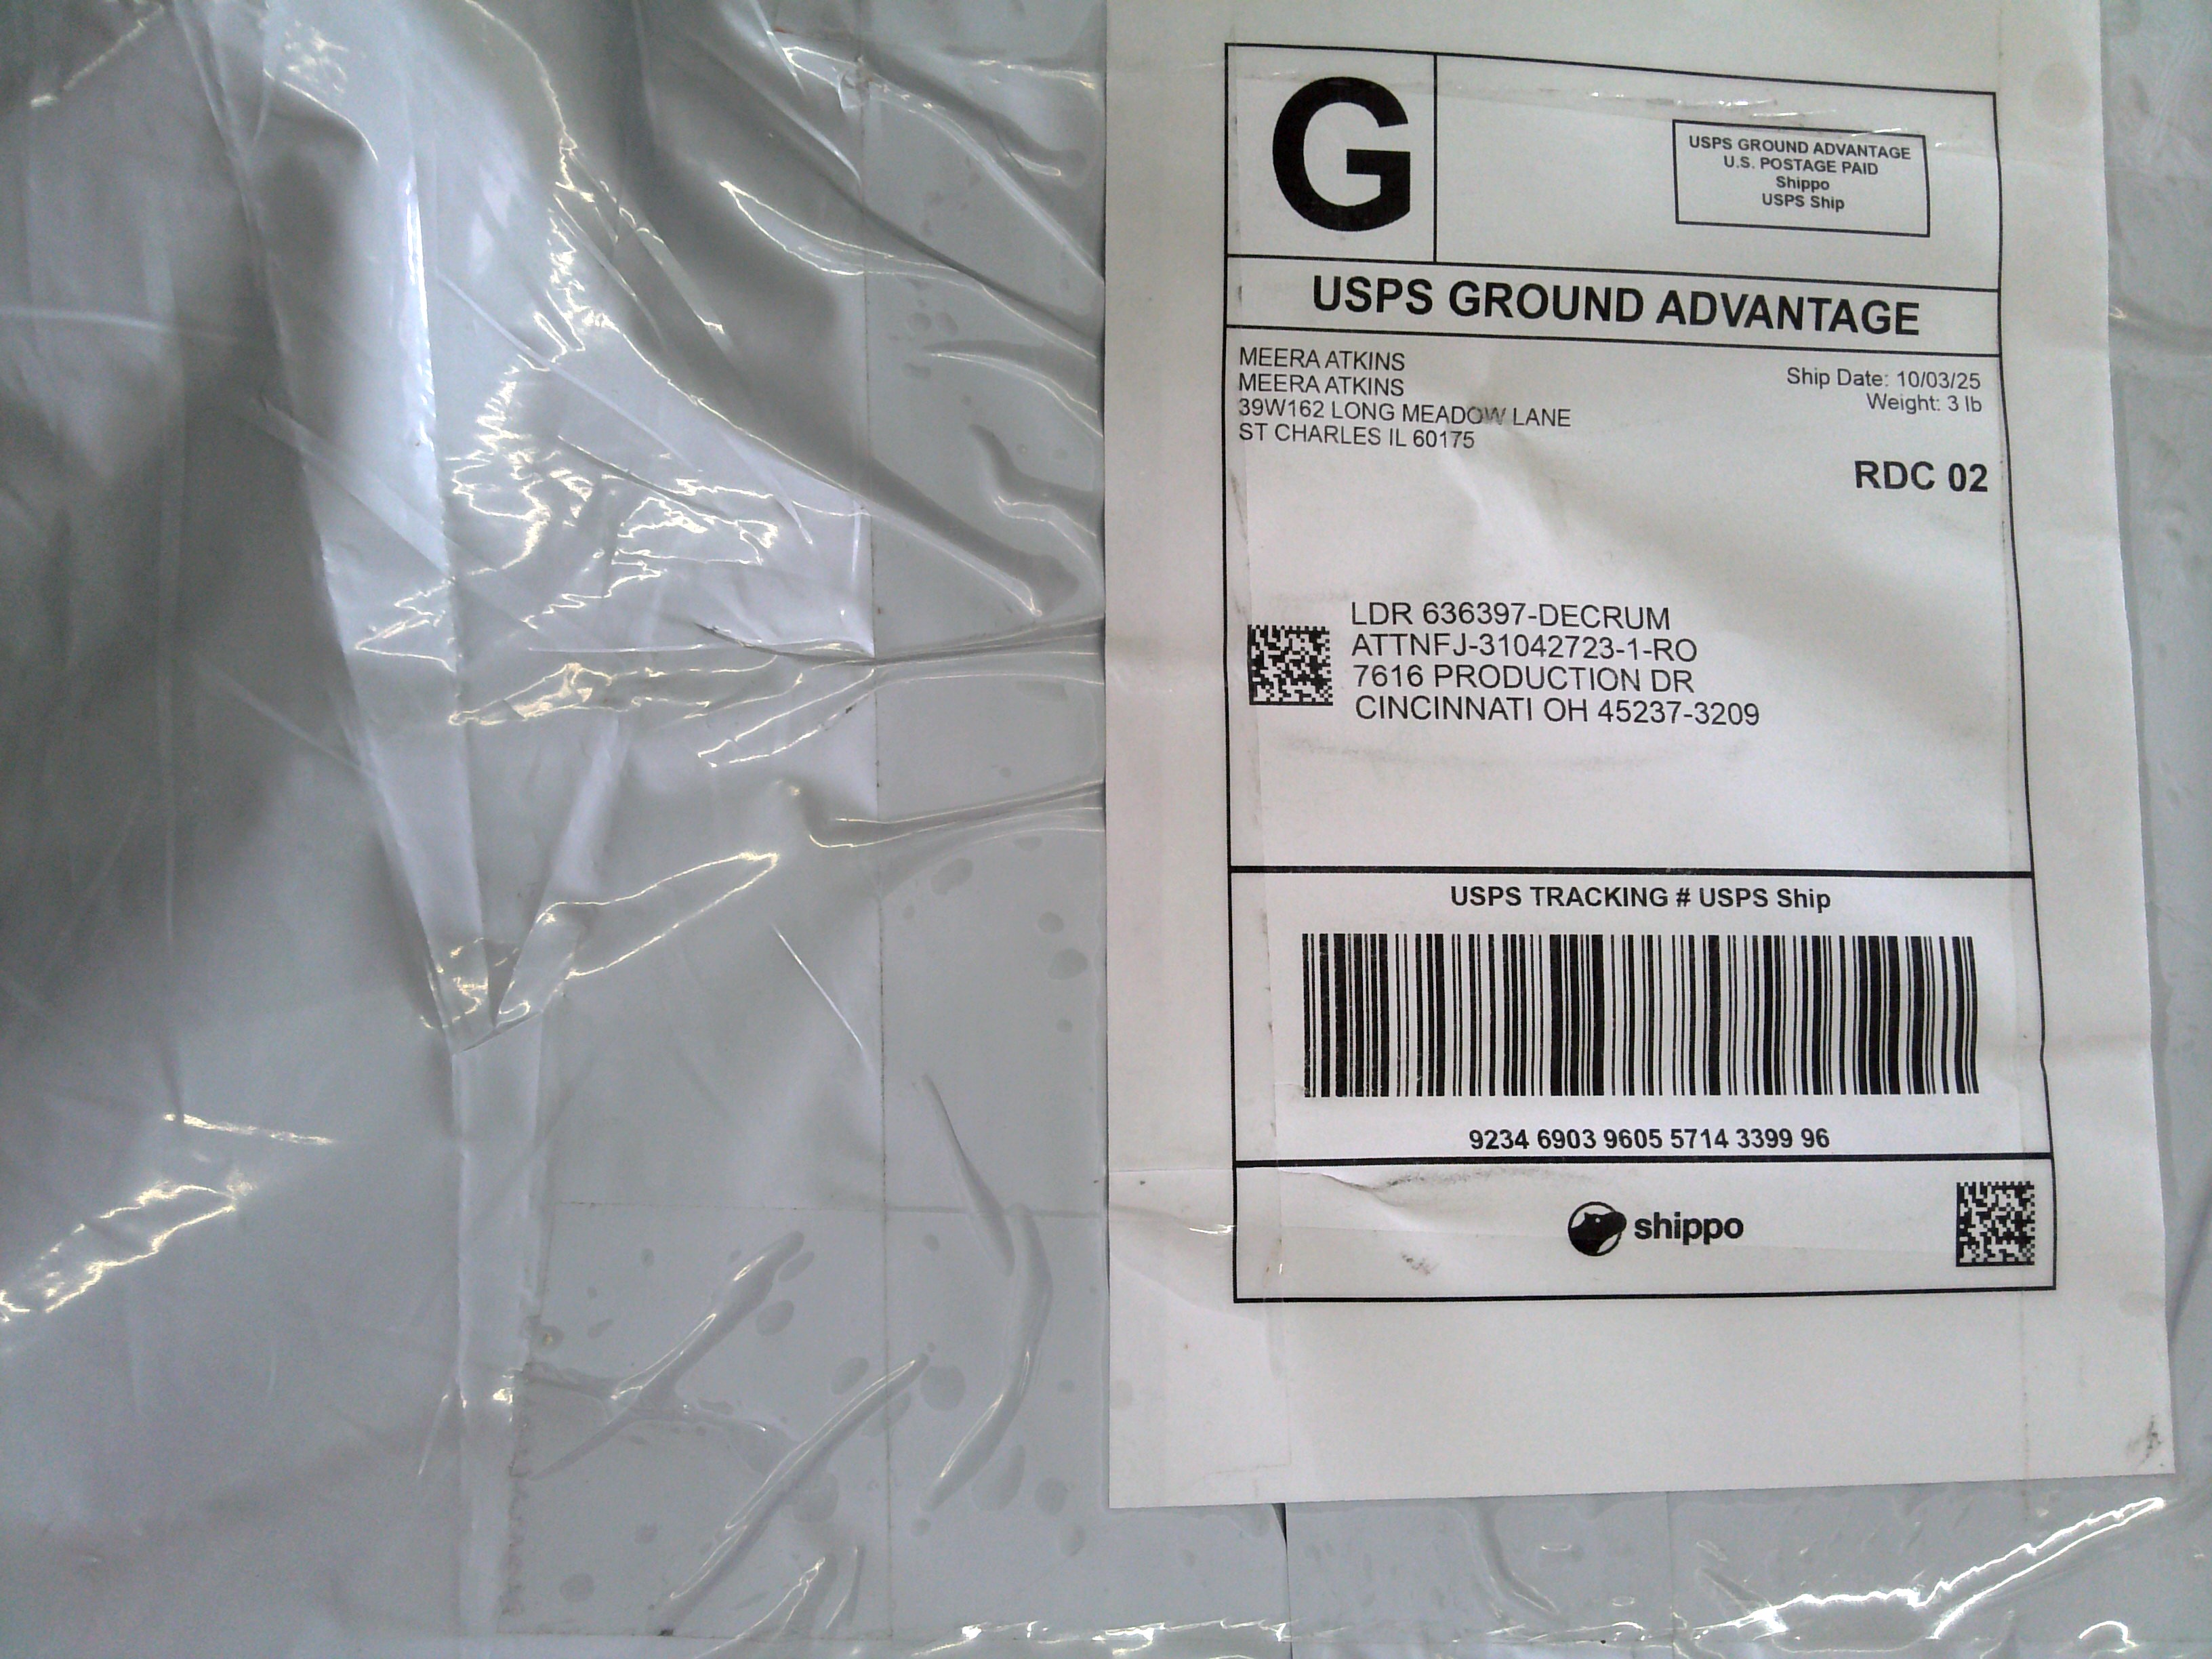 G
USPS GROUND ADVANTAGE
U.S. POSTAGE PAID
Shippo
USPS Ship
USPS GROUND ADVANTAGE
MEERA ATKINS
MEERA ATKINS
39W162 LONG MEADOW LANE
ST CHARLES IL 60175
Ship Date: 10/03/25
Weight: 3 lb
RDC 02
LDR 636397-DECRUM
ATTNFJ-31042723-1-RO
7616 PRODUCTION DR
CINCINNATI OH 45237-3209
USPS TRACKING # USPS Ship
9234 6903 9605 5714 3399 96
shippo